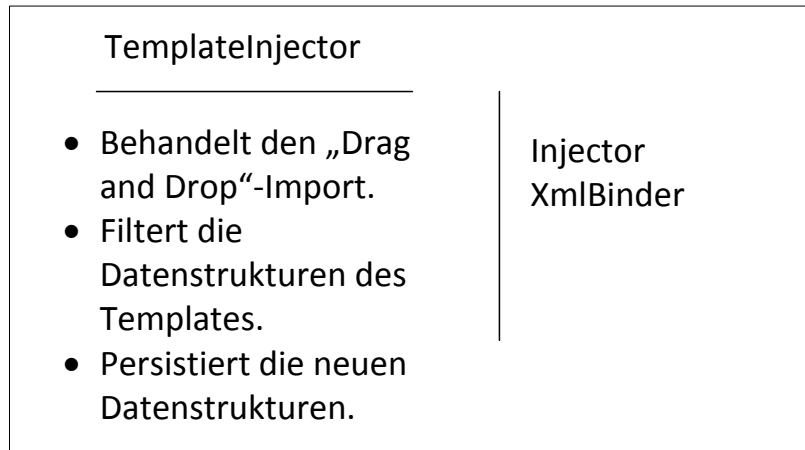 TemplateInjector
• Behandelt den „Drag
and Drop“-Import.
• Filtert die
Datenstrukturen des
Templates.
• Persistiert die neuen
Datenstrukturen.
Injector
XmlBinder